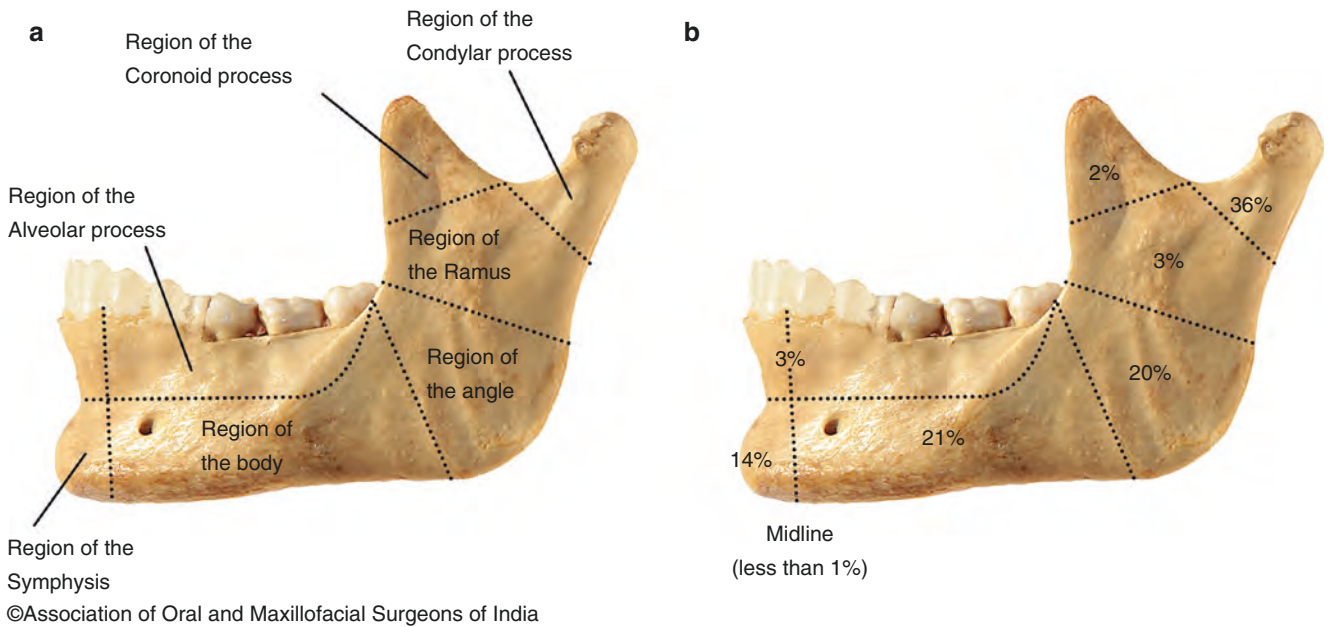 a
Region of the
Coronoid process
Region of the
Condylar process
Region of the
Alveolar process
Region of
the Ramus
Region of
the angle
Region of
the body
Region of the
Symphysis
©Association of Oral and Maxillofacial Surgeons of India
b
2%
36%
3%
3%
20%
21%
14%
Midline
(less than 1%)